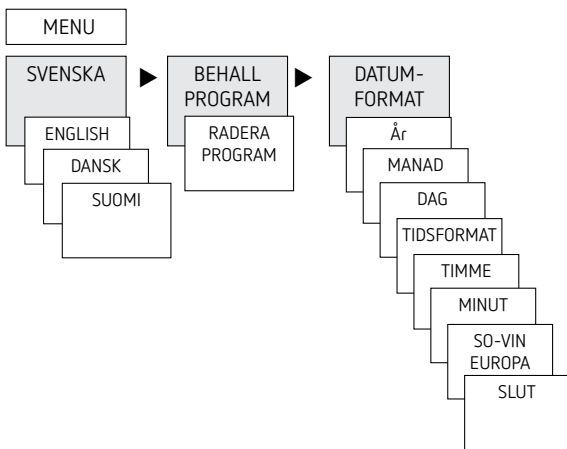 MENU
SVENSKA
ENGLISH
DANSK
SUOMI
BEHALL
PROGRAM
RADERA
PROGRAM
DATUM-
FORMAT
År
MANAD
DAG
TIDSFORMAT
TIMME
MINUT
SO-VIN
EUROPA
SLUT